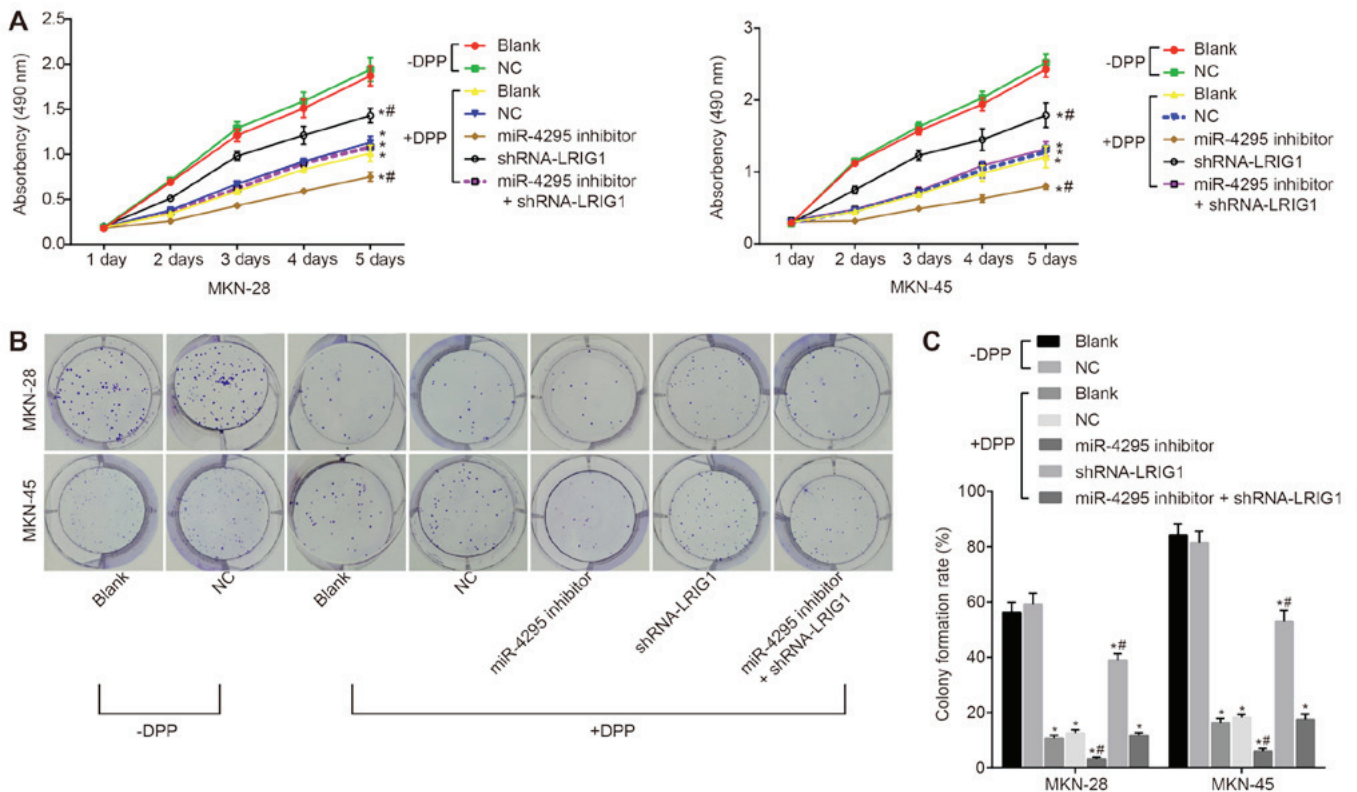 A
Absorbency (490 nm)
2.5
2.0
1.5
1.0
0.5
0.0
1 day 2 days 3 days 4 days 5 days
MKN-28
*#
*
*
*
*#
-DPP
Blank
NC
+DPP
Blank
NC
miR-4295 inhibitor
shRNA-LRIG1
miR-4295 inhibitor
+ shRNA-LRIG1
Absorbency (490 nm)
3
2
1
0
1 day 2 days 3 days 4 days 5 days
MKN-45
*#
*
*
*
*#
-DPP
Blank
NC
+DPP
Blank
NC
miR-4295 inhibitor
shRNA-LRIG1
miR-4295 inhibitor
+ shRNA-LRIG1
B
MKN-28
MKN-45
Blank
NC
Blank
NC
miR-4295 inhibitor
shRNA-LRIG1
miR-4295 inhibitor
+ shRNA-LRIG1
-DPP
+DPP
C
-DPP
Blank
NC
+DPP
Blank
NC
miR-4295 inhibitor
shRNA-LRIG1
miR-4295 inhibitor + shRNA-LRIG1
Colony formation rate (%)
100
80
60
40
20
0
* * *# *# *
* * *# *# *
MKN-28 MKN-45